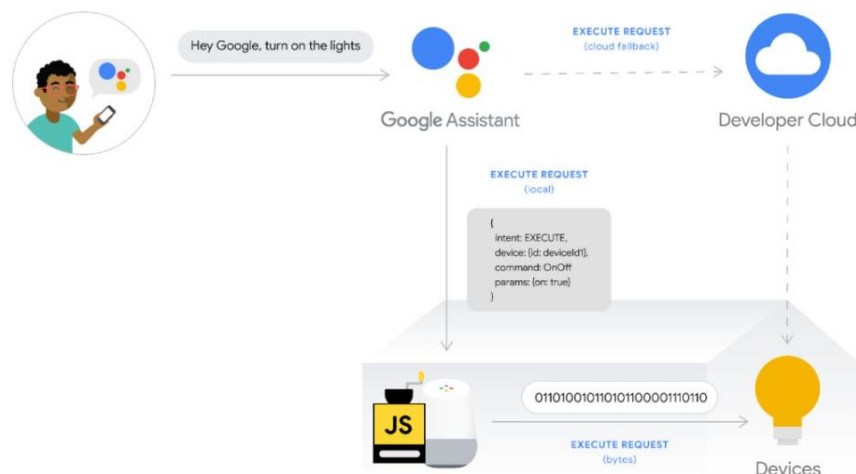 Hey Google, turn on the lights
EXECUTE REQUEST
(cloud fallback)
Google Assistant
Developer Cloud
EXECUTE REQUEST
(local)
{
intent: EXECUTE,
device: {id: deviceId1},
command: OnOff
params: {on: true}
}
JS
011010010110101100001110110
EXECUTE REQUEST
(bytes)
Devices